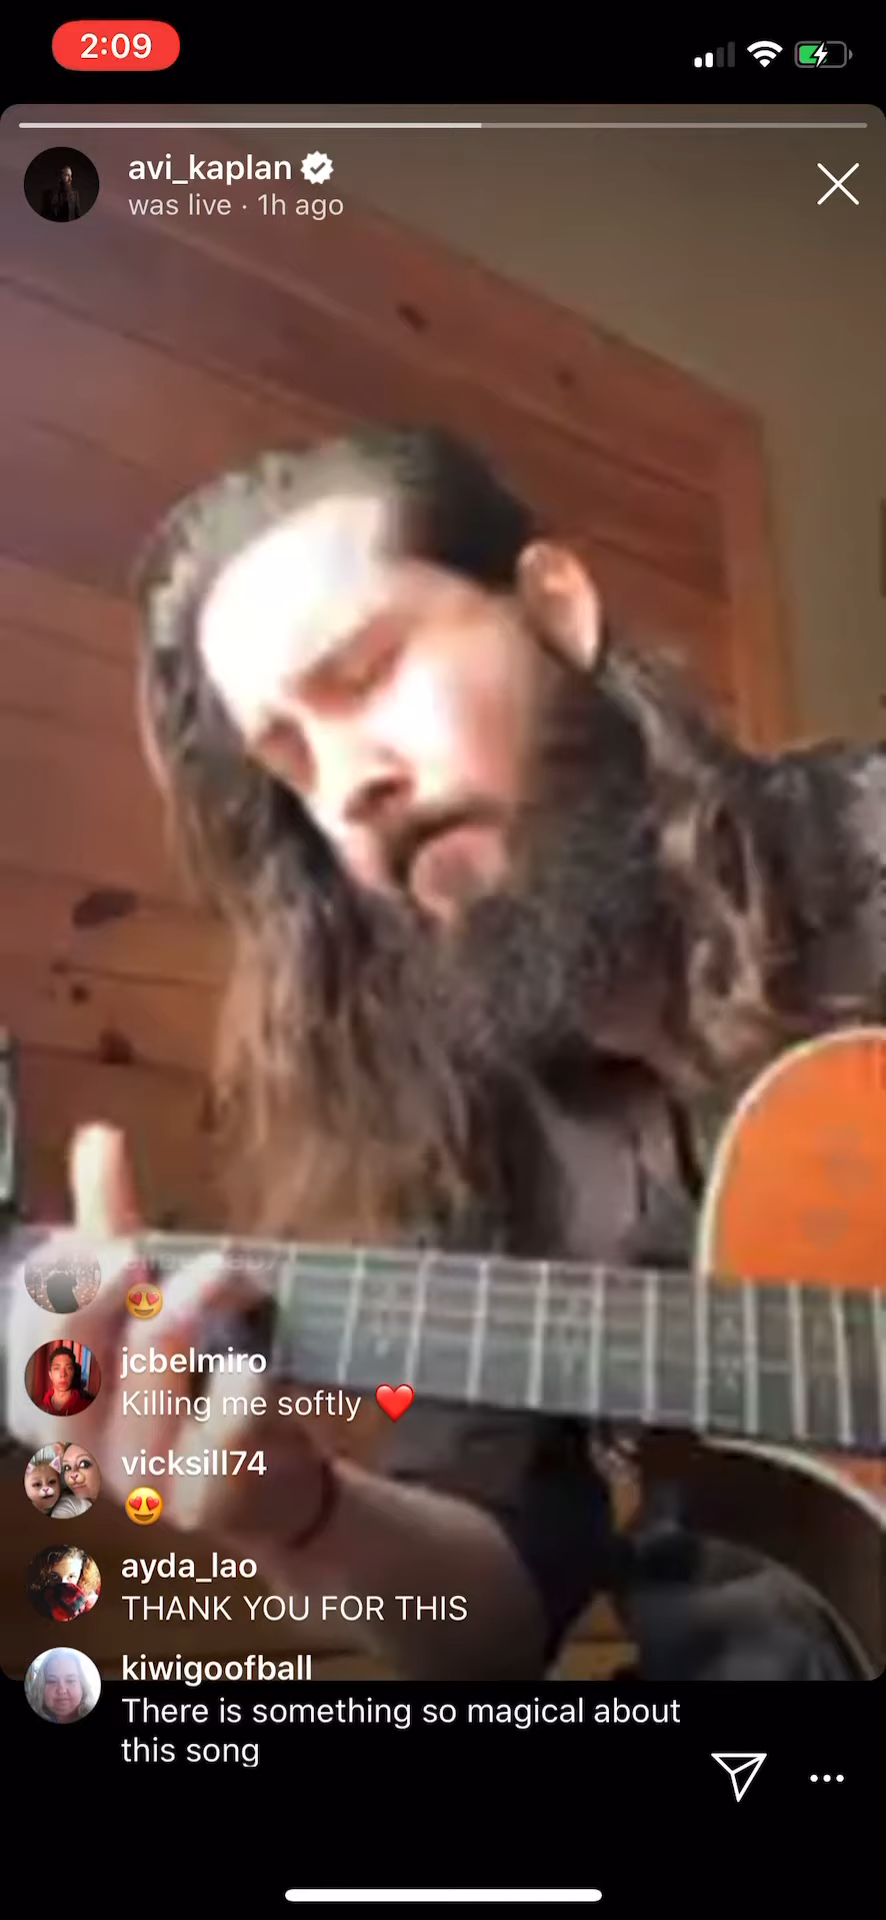 2:09
avi_kaplan
was live · 1h ago
😍
jcbelmiro
Killing me softly ❤️
vicksill74
😍
ayda_lao
THANK YOU FOR THIS
kiwigoofball
There is something so magical about
this song